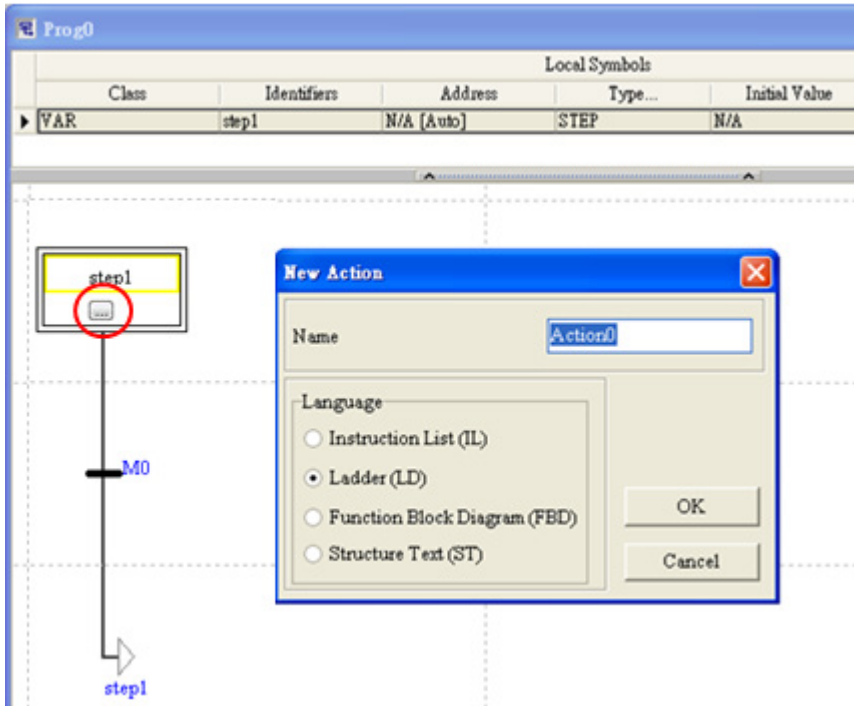 Prog0
Local Symbols
Class Identifiers Address Type... Initial Value
VAR step1 N/A [Auto] STEP N/A
step1
...
New Action
Name Action0
Language
Instruction List (IL)
Ladder (LD)
Function Block Diagram (FBD)
Structure Text (ST)
OK
Cancel
M0
step1